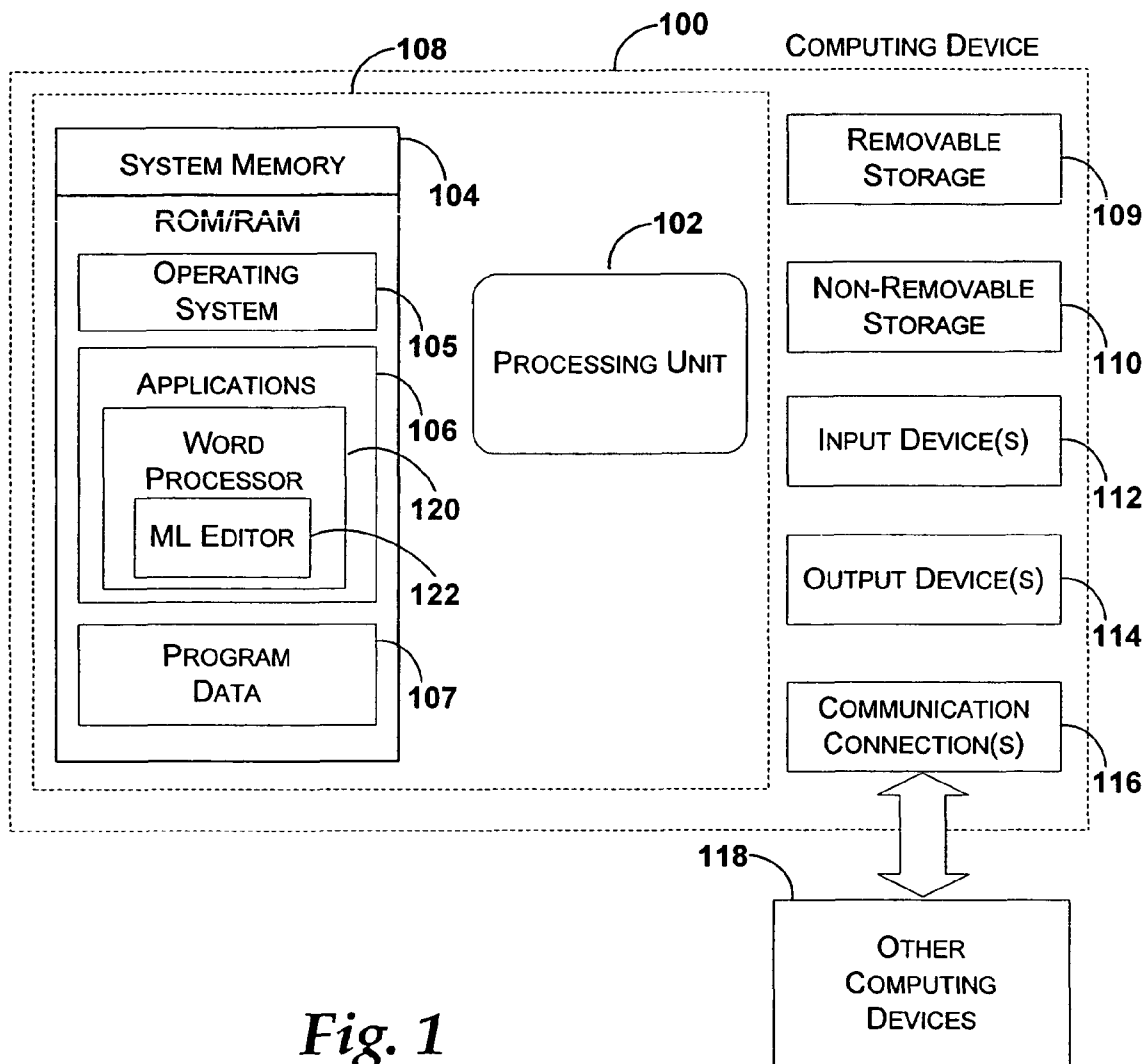 100
COMPUTING DEVICE
108
SYSTEM MEMORY
104
ROM/RAM
OPERATING
SYSTEM
105
APPLICATIONS
106
WORD
PROCESSOR
120
ML EDITOR
122
PROGRAM
DATA
107
102
PROCESSING UNIT
REMOVABLE
STORAGE
109
NON-REMOVABLE
STORAGE
110
INPUT DEVICE(S)
112
OUTPUT DEVICE(S)
114
COMMUNICATION
CONNECTION(S)
116
118
OTHER
COMPUTING
DEVICES
Fig. 1